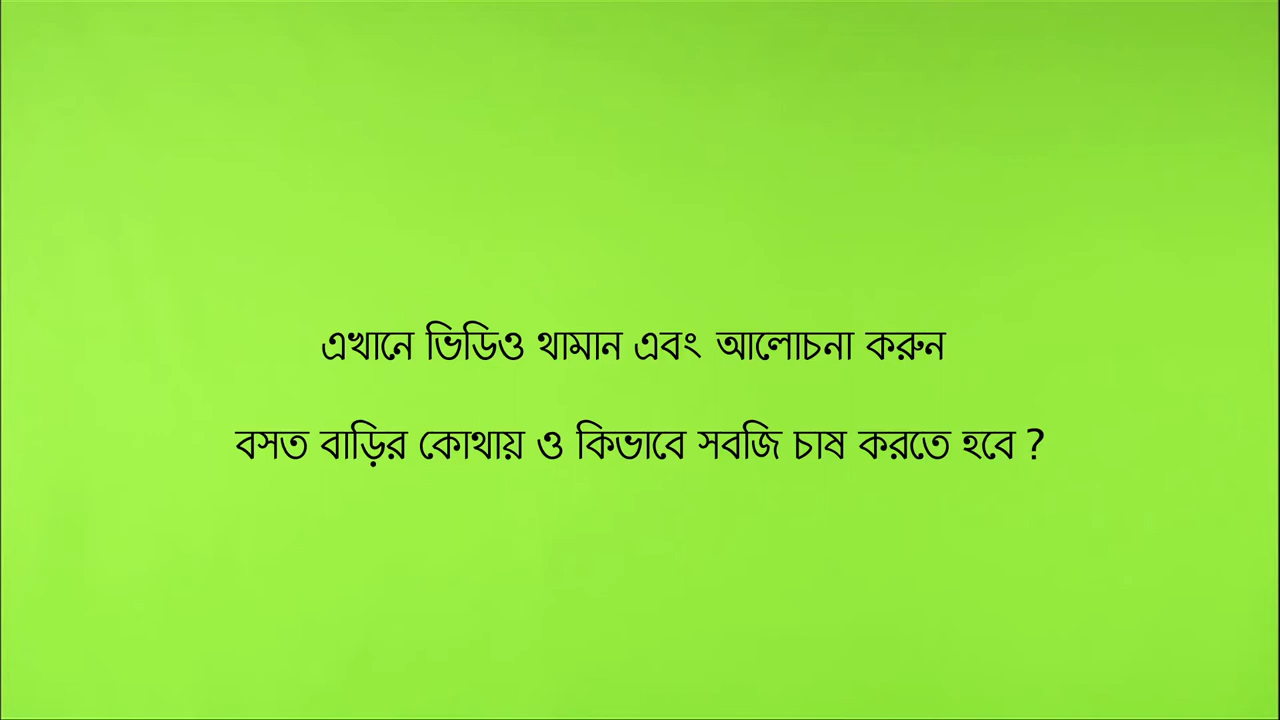 এখানে ভিডিও থামান এবং আলোচনা করুন
বসত বাড়ির কোথায় ও কিভাবে সবজি চাষ করতে হবে ?